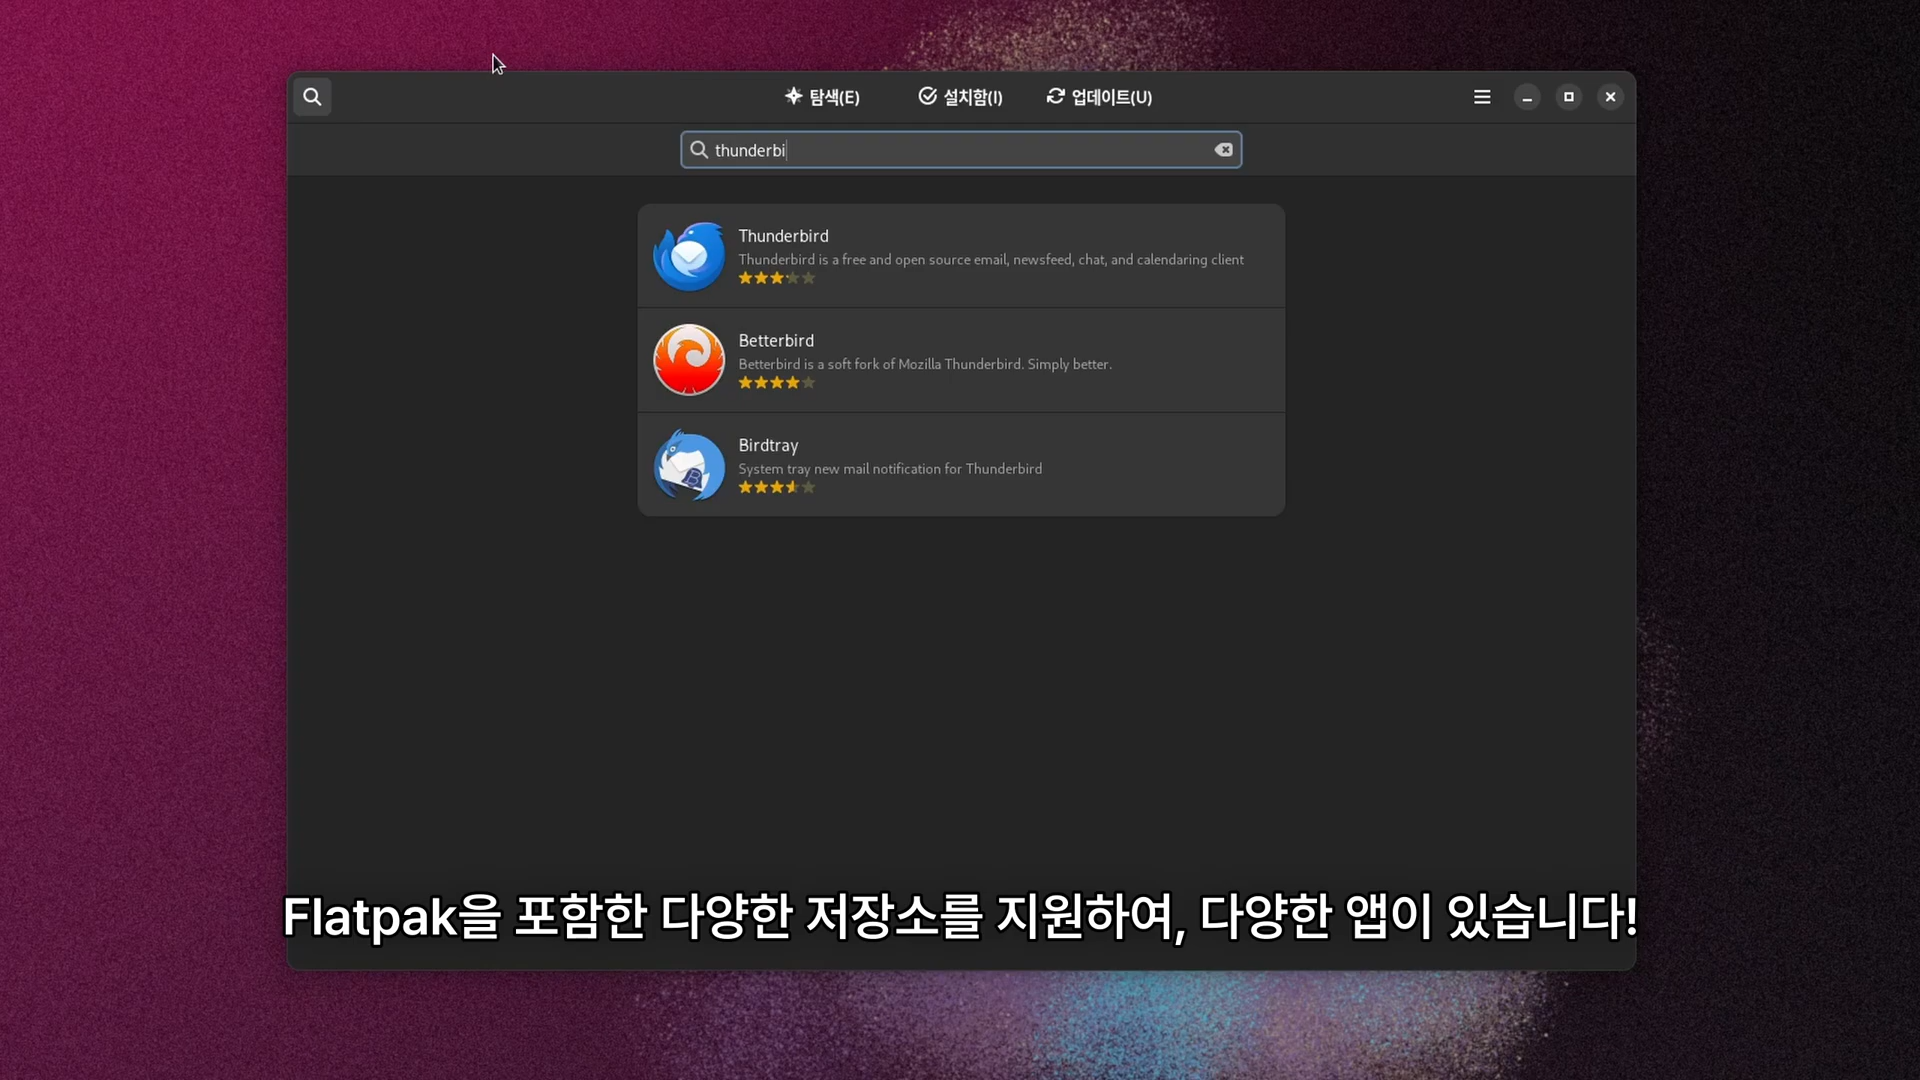 탐색(E) 설치함(I) 업데이트(U)
thunderbi
Thunderbird
Thunderbird is a free and open source email, newsfeed, chat, and calendaring client
Betterbird
Betterbird is a soft fork of Mozilla Thunderbird. Simply better.
Birdtray
System tray new mail notification for Thunderbird
Flatpak을 포함한 다양한 저장소를 지원하여, 다양한 앱이 있습니다!